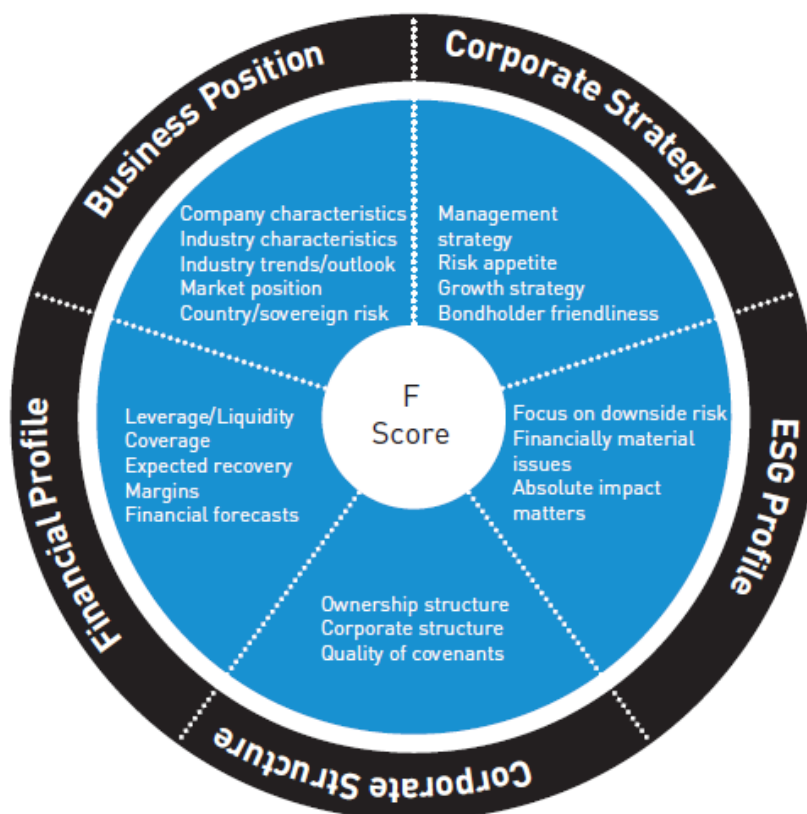 Business Position
Corporate Strategy
Company characteristics
Industry characteristics
Industry trends/outlook
Market position
Country/sovereign risk
Management
strategy
Risk appetite
Growth strategy
Bondholder friendliness
F
Score
Leverage/Liquidity
Coverage
Expected recovery
Margins
Financial forecasts
Focus on downside risk
Financially material
issues
Absolute impact
matters
Financial Profile
ESG Profile
Ownership structure
Corporate structure
Quality of covenants
Corporate Structure